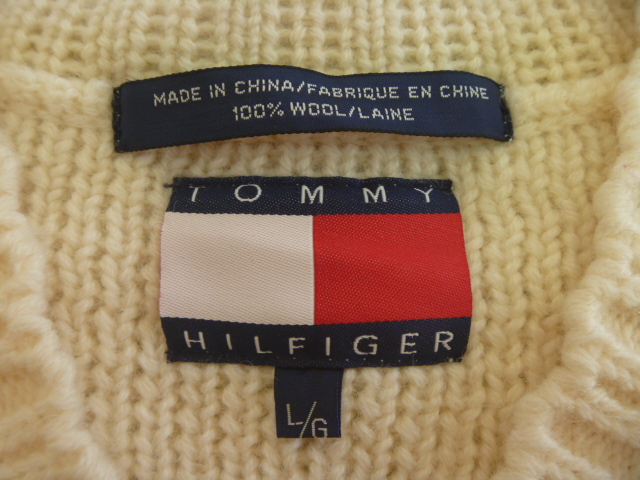 MADE IN CHINA/FABRIQUE EN CHINE
100% WOOL/LAINE
TOMMY
HILFIGER
L/G